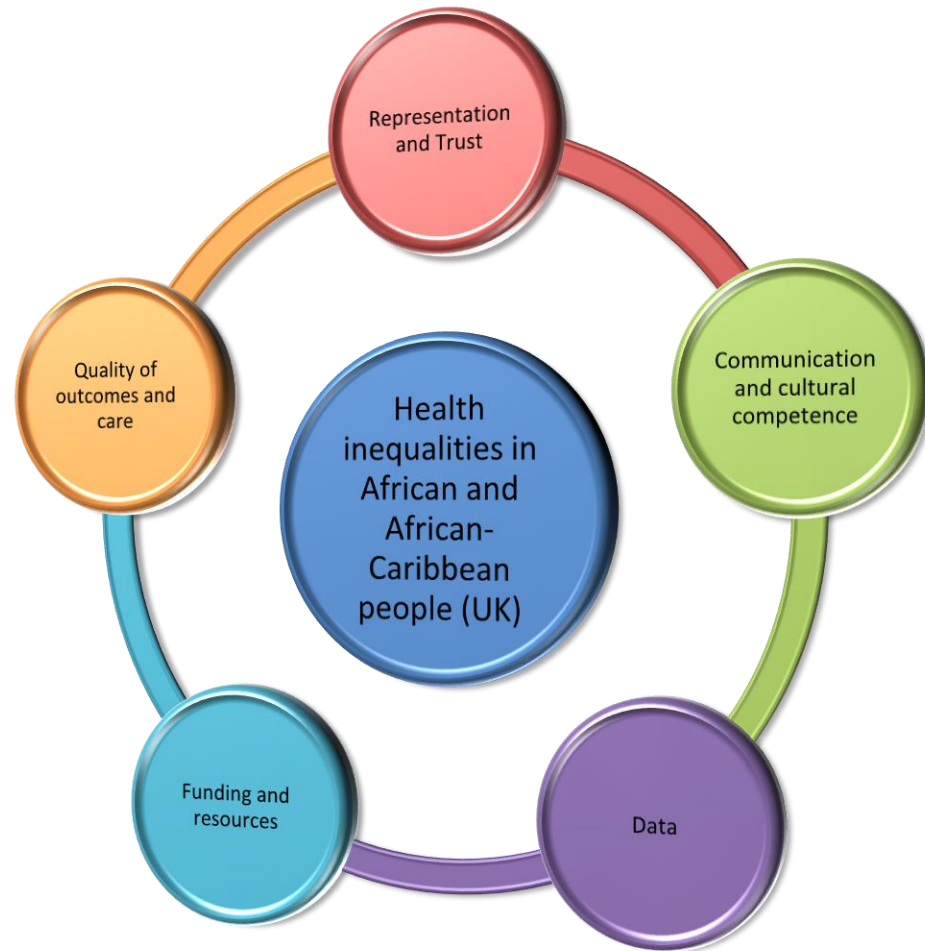 Representation
and Trust
Communication
and cultural
competence
Data
Funding and
resources
Quality of
outcomes and
care
Health
inequalities in
African and
African-
Caribbean
people (UK)